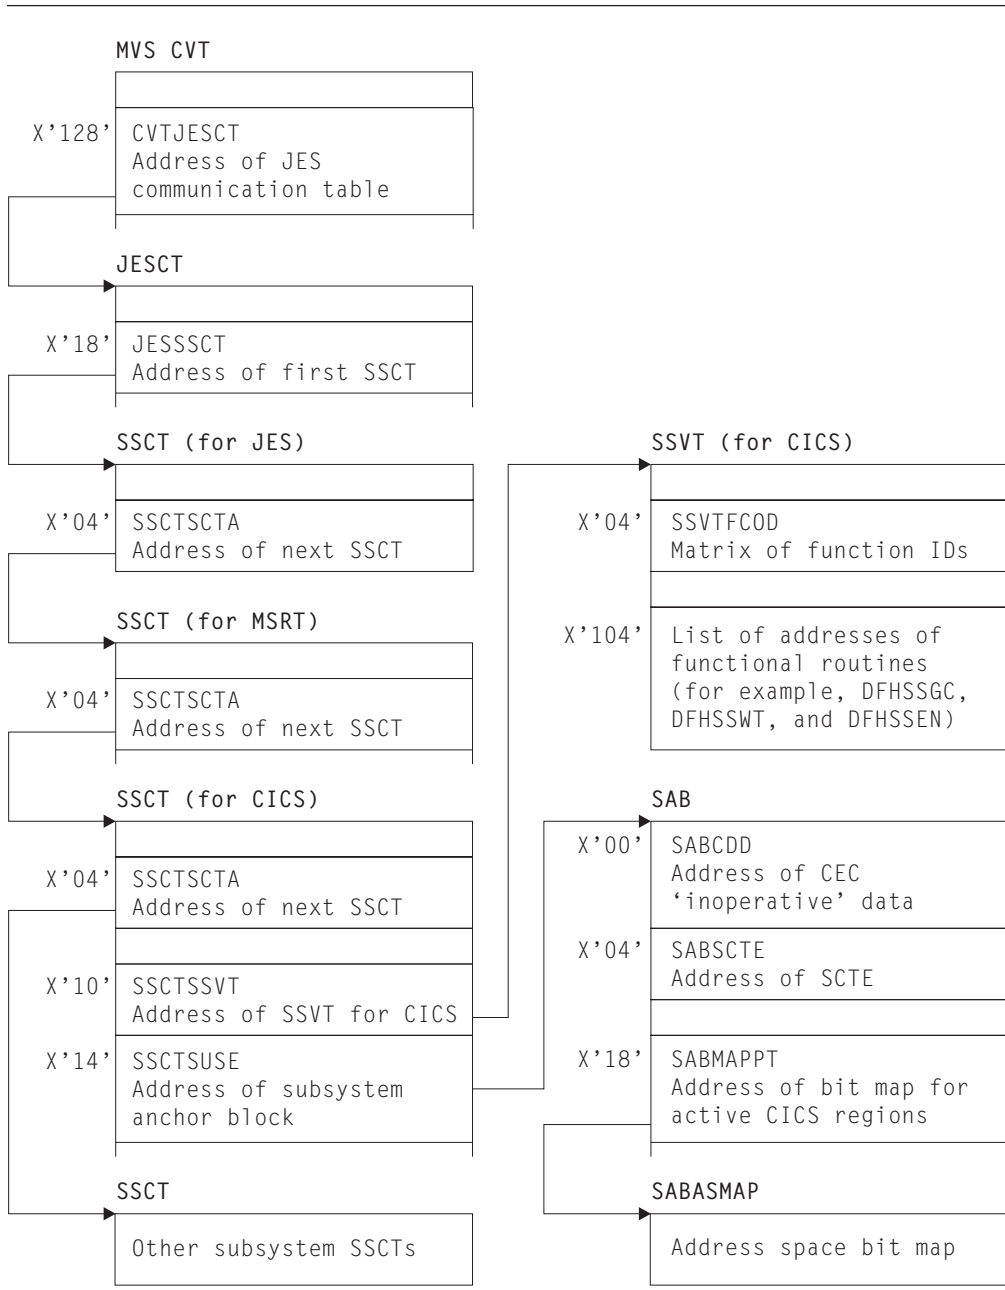 MVS CVT
X’128’ CVTJESCT
Address of JES
communication table
JESCT
X’18’ JESSSCT
Address of first SSCT
SSCT (for JES)
X’04’ SSCTSCTA
Address of next SSCT
SSCT (for MSRT)
X’04’ SSCTSCTA
Address of next SSCT
SSCT (for CICS)
X’04’ SSCTSCTA
Address of next SSCT
X’10’ SSCTSSVT
Address of SSVT for CICS
X’14’ SSCTSUSE
Address of subsystem
anchor block
SSCT
Other subsystem SSCTs
SSVT (for CICS)
X’04’ SSVTFCOD
Matrix of function IDs
X’104’ List of addresses of
functional routines
(for example, DFHSSGC,
DFHSSWT, and DFHSSEN)
SAB
X’00’ SABCDD
Address of CEC
‘inoperative’ data
X’04’ SABSCTE
Address of SCTE
X’18’ SABMAPPT
Address of bit map for
active CICS regions
SABASMAP
Address space bit map